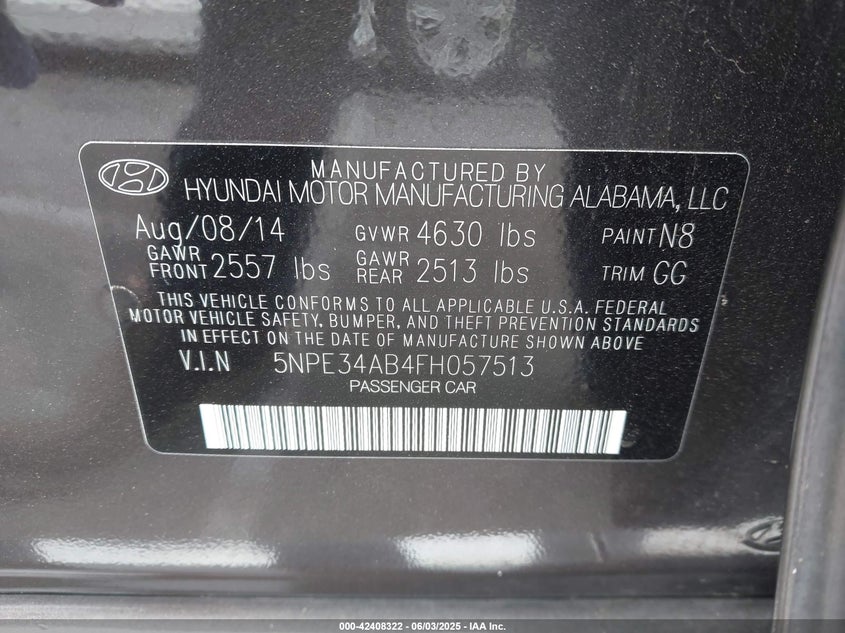 MANUFACTURED BY
HYUNDAI MOTOR MANUFACTURING ALABAMA, LLC
Aug/08/14 GVWR 4630 lbs PAINT N8
GAWR FRONT 2557 lbs GAWR REAR 2513 lbs TRIM GG
THIS VEHICLE CONFORMS TO ALL APPLICABLE U.S.A. FEDERAL
MOTOR VEHICLE SAFETY, BUMPER, AND THEFT PREVENTION STANDARDS
IN EFFECT ON THE DATE OF MANUFACTURE SHOWN ABOVE
V.I.N 5NPE34AB4FH057513
PASSENGER CAR
000-42408322 - 06/03/2025 - IAA Inc.